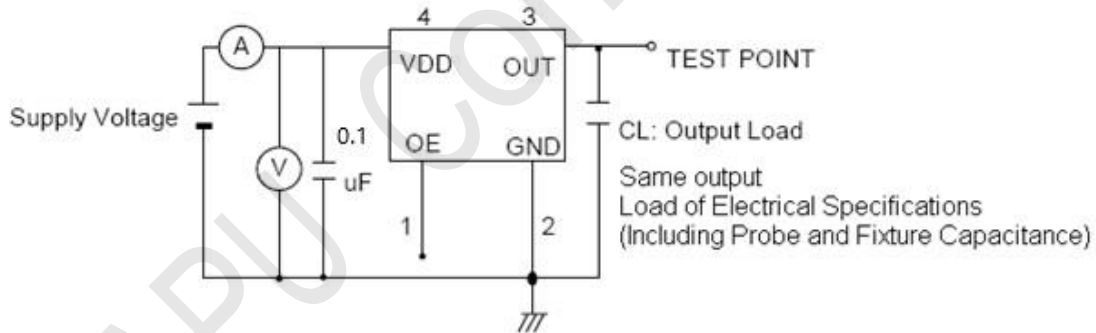 4
3
A
VDD
OUT
TEST POINT
Supply Voltage
0.1
uF
V
OE
GND
CL: Output Load
Same output
Load of Electrical Specifications
(Including Probe and Fixture Capacitance)
1
2